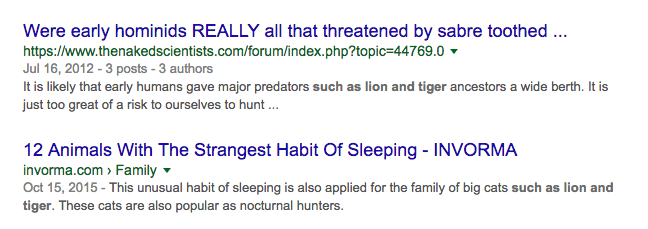 Were early hominids REALLY all that threatened by sabre toothed ...
https://www.thenakedscientists.com/forum/index.php?topic=44769.0
Jul 16, 2012 - 3 posts - 3 authors
It is likely that early humans gave major predators such as lion and tiger ancestors a wide berth. It is
just too great of a risk to ourselves to hunt ...
12 Animals With The Strangest Habit Of Sleeping - INVORMA
invorma.com › Family
Oct 15, 2015 - This unusual habit of sleeping is also applied for the family of big cats such as lion and
tiger. These cats are also popular as nocturnal hunters.